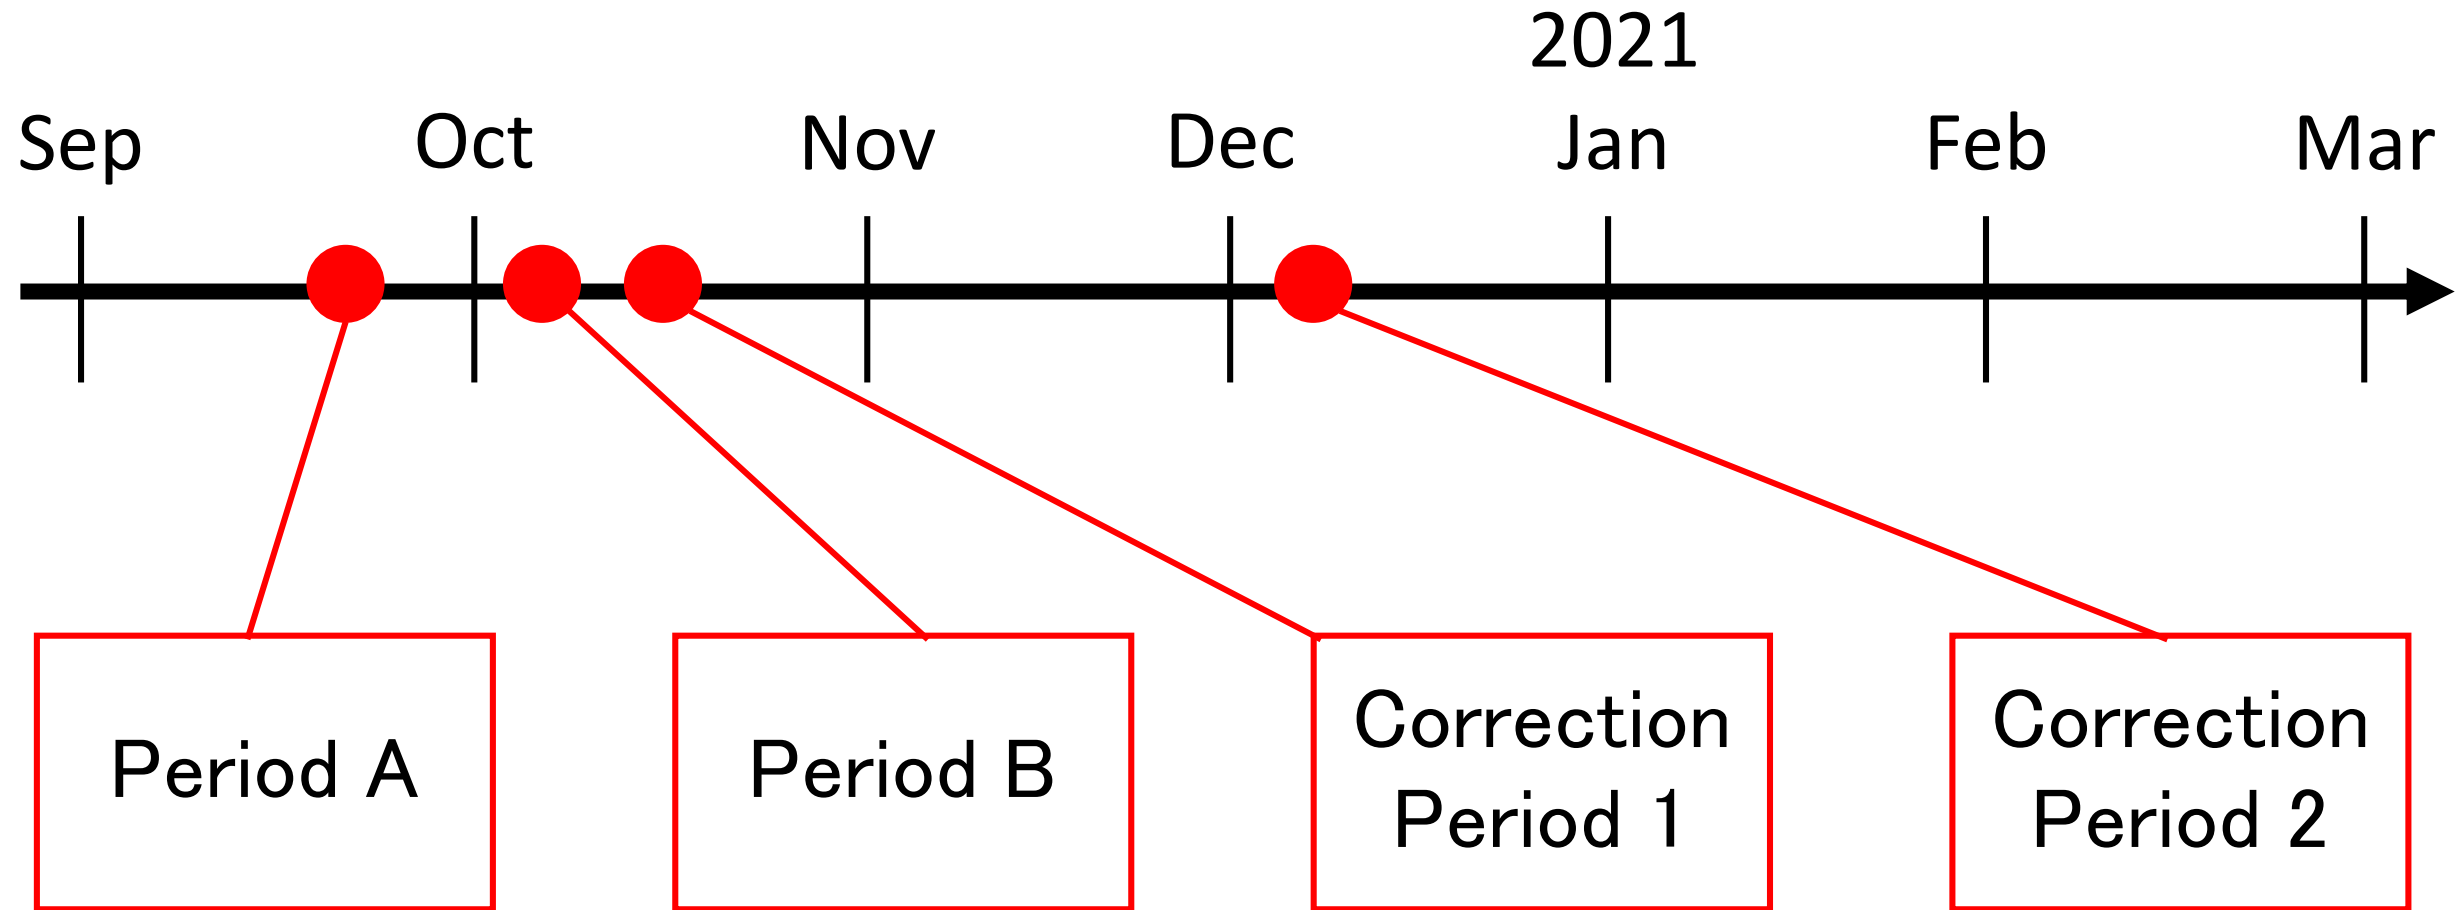 2021
Sep Oct Nov Dec Jan Feb Mar
Period A
Period B
Correction
Period 1
Correction
Period 2